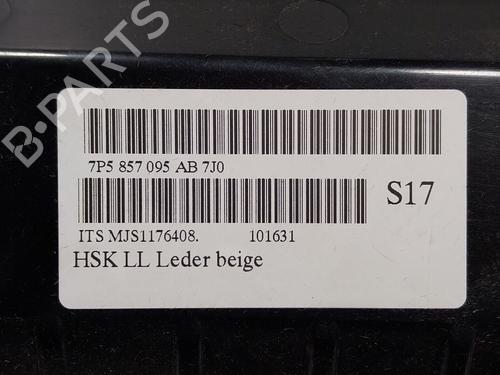 B-PARTS
7P5 857 095 AB 7J0
S17
ITS MJS1176408. 101631
HSK LL Leder beige